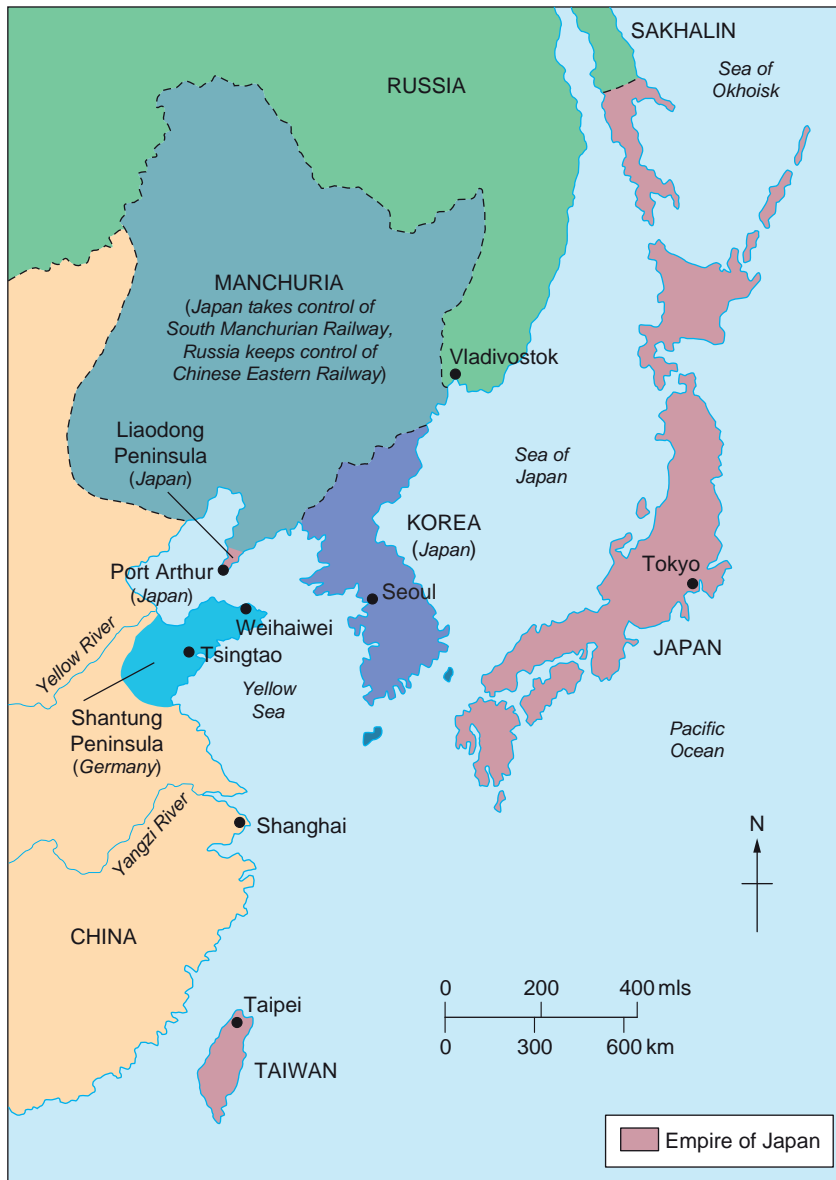 SAKHALIN
Sea of
Okhoisk
RUSSIA
MANCHURIA
(Japan takes control of
South Manchurian Railway,
Russia keeps control of
Chinese Eastern Railway)
Vladivostok
Liaodong
Peninsula
(Japan)
Sea of
Japan
KOREA
(Japan)
Port Arthur
(Japan)
Tokyo
Seoul
Weihaiwei
Yellow River
Tsingtao
JAPAN
Yellow
Sea
Shantung
Peninsula
(Germany)
Pacific
Ocean
Yangzi River
Shanghai
N
CHINA
0 200 400 mls
0 300 600 km
Taipei
TAIWAN
Empire of Japan